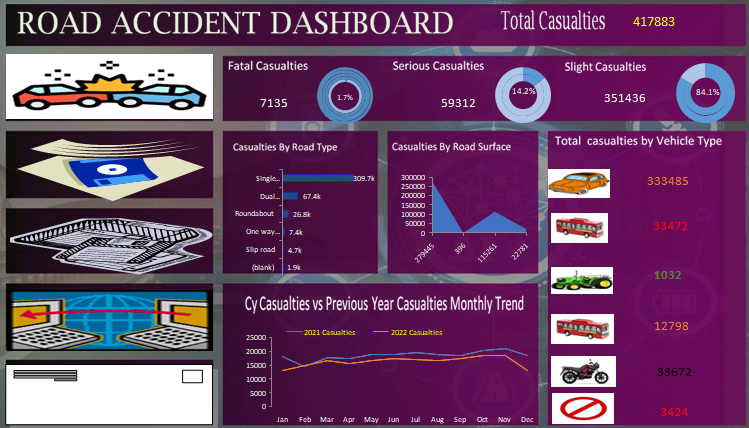 ROAD ACCIDENT DASHBOARD
Total Casualties 417883
Fatal Casualties
7135
1.7%
Serious Casualties
59312
14.2%
Slight Casualties
351436
84.1%
Casualties By Road Type
Single... 309.7k
Dual... 67.4k
Roundabout 26.8k
One way... 7.4k
Slip road 4.7k
(blank) 1.9k
Casualties By Road Surface
300000
250000
200000
150000
100000
50000
0
279445 396 115261 22781
Total casualties by Vehicle Type
333485
33472
1032
12798
33672
3424
Cy Casualties vs Previous Year Casualties Monthly Trend
2021 Casualties 2022 Casualties
25000
20000
15000
10000
5000
0
Jan Feb Mar Apr May Jun Jul Aug Sep Oct Nov Dec